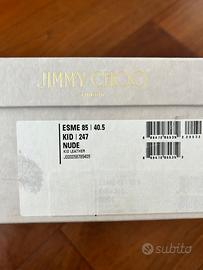 JIMMY CHOO
LONDON
ESME 85 | 40.5
KID | 247
NUDE
KID LEATHER
subito